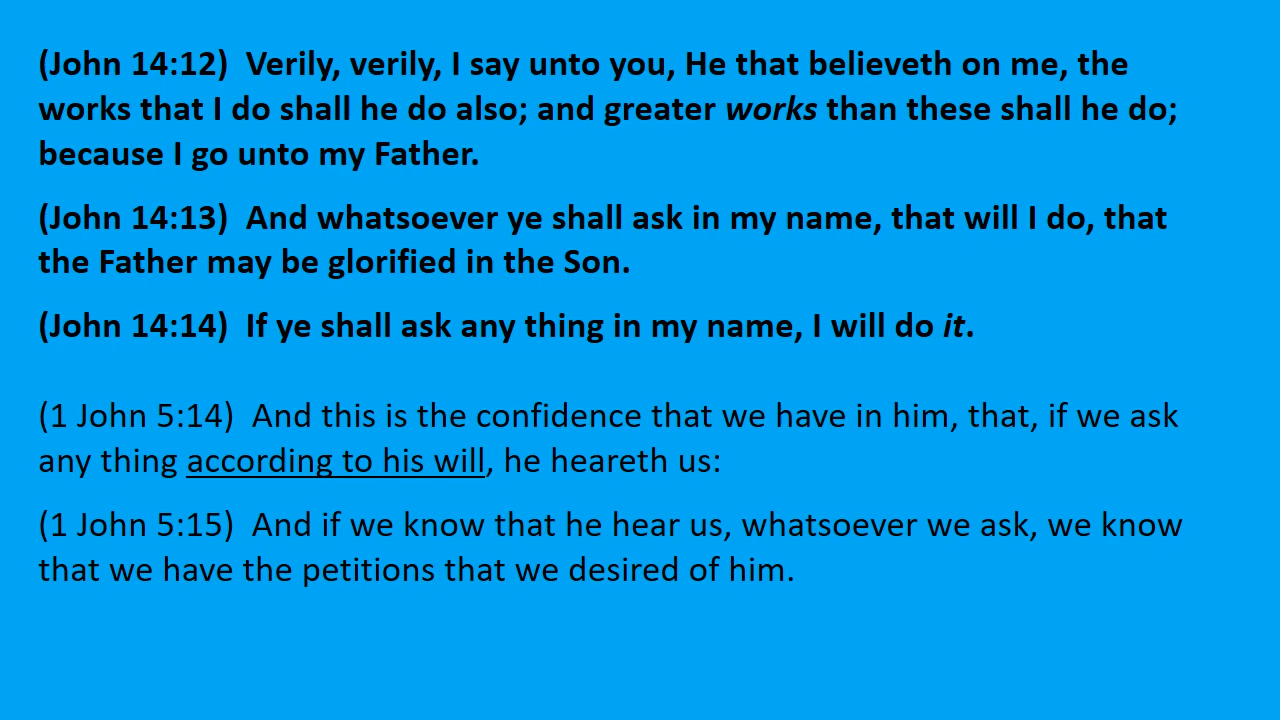 (John 14:12)  Verily, verily, I say unto you, He that believeth on me, the
works that I do shall he do also; and greater works than these shall he do;
because I go unto my Father.
(John 14:13)  And whatsoever ye shall ask in my name, that will I do, that
the Father may be glorified in the Son.
(John 14:14)  If ye shall ask any thing in my name, I will do it.
(1 John 5:14)  And this is the confidence that we have in him, that, if we ask
any thing according to his will, he heareth us:
(1 John 5:15)  And if we know that he hear us, whatsoever we ask, we know
that we have the petitions that we desired of him.